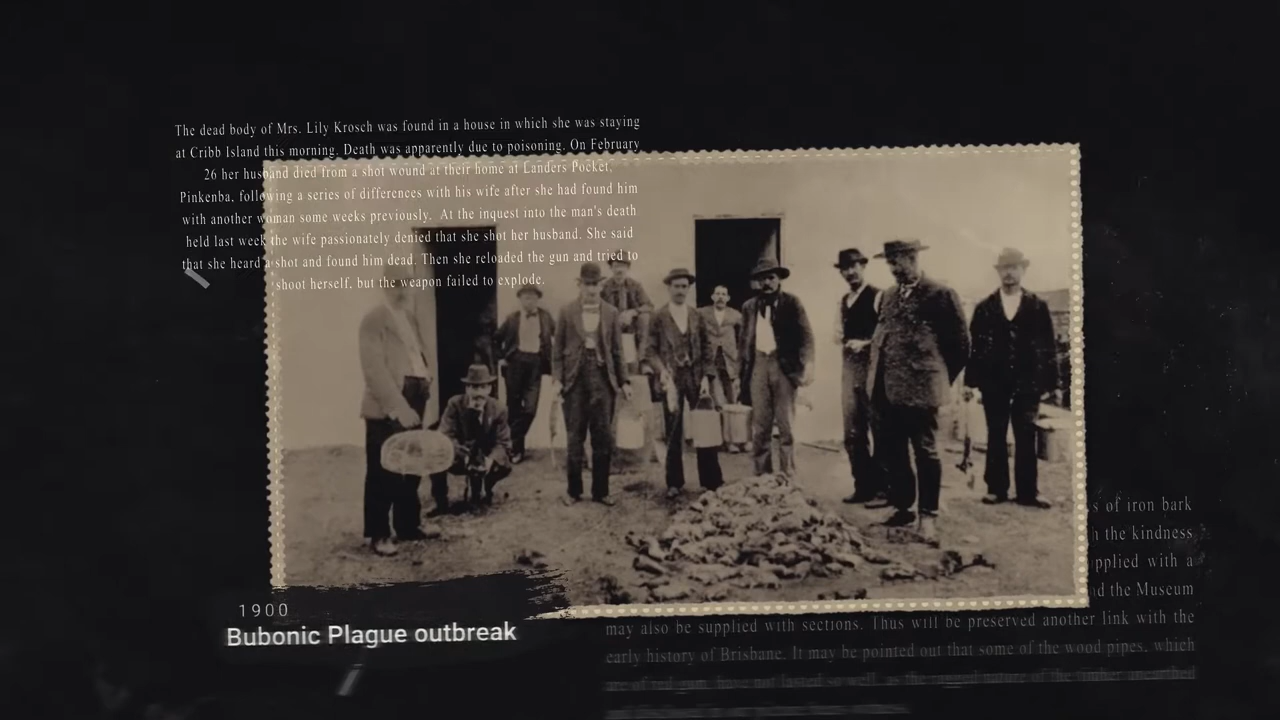 The dead body of Mrs. Lily Krosch was found in a house in which she was staying
at Cribb Island this morning. Death was apparently due to poisoning. On February
26 her husband died from a shot wound at their home at Landers Pocket,
Pinkenba, following a series of differences with his wife after she had found him
with another woman some weeks previously. At the inquest into the man's death
held last week the wife passionately denied that she shot her husband. She said
that she heard a shot and found him dead. Then she reloaded the gun and tried to
shoot herself, but the weapon failed to explode.
of iron bark
the kindness
with a
the Museum
may also be supplied with sections. Thus will be preserved another link with the
early history of Brisbane. It may be pointed out that some of the wood pipes, which
1900
Bubonic Plague outbreak